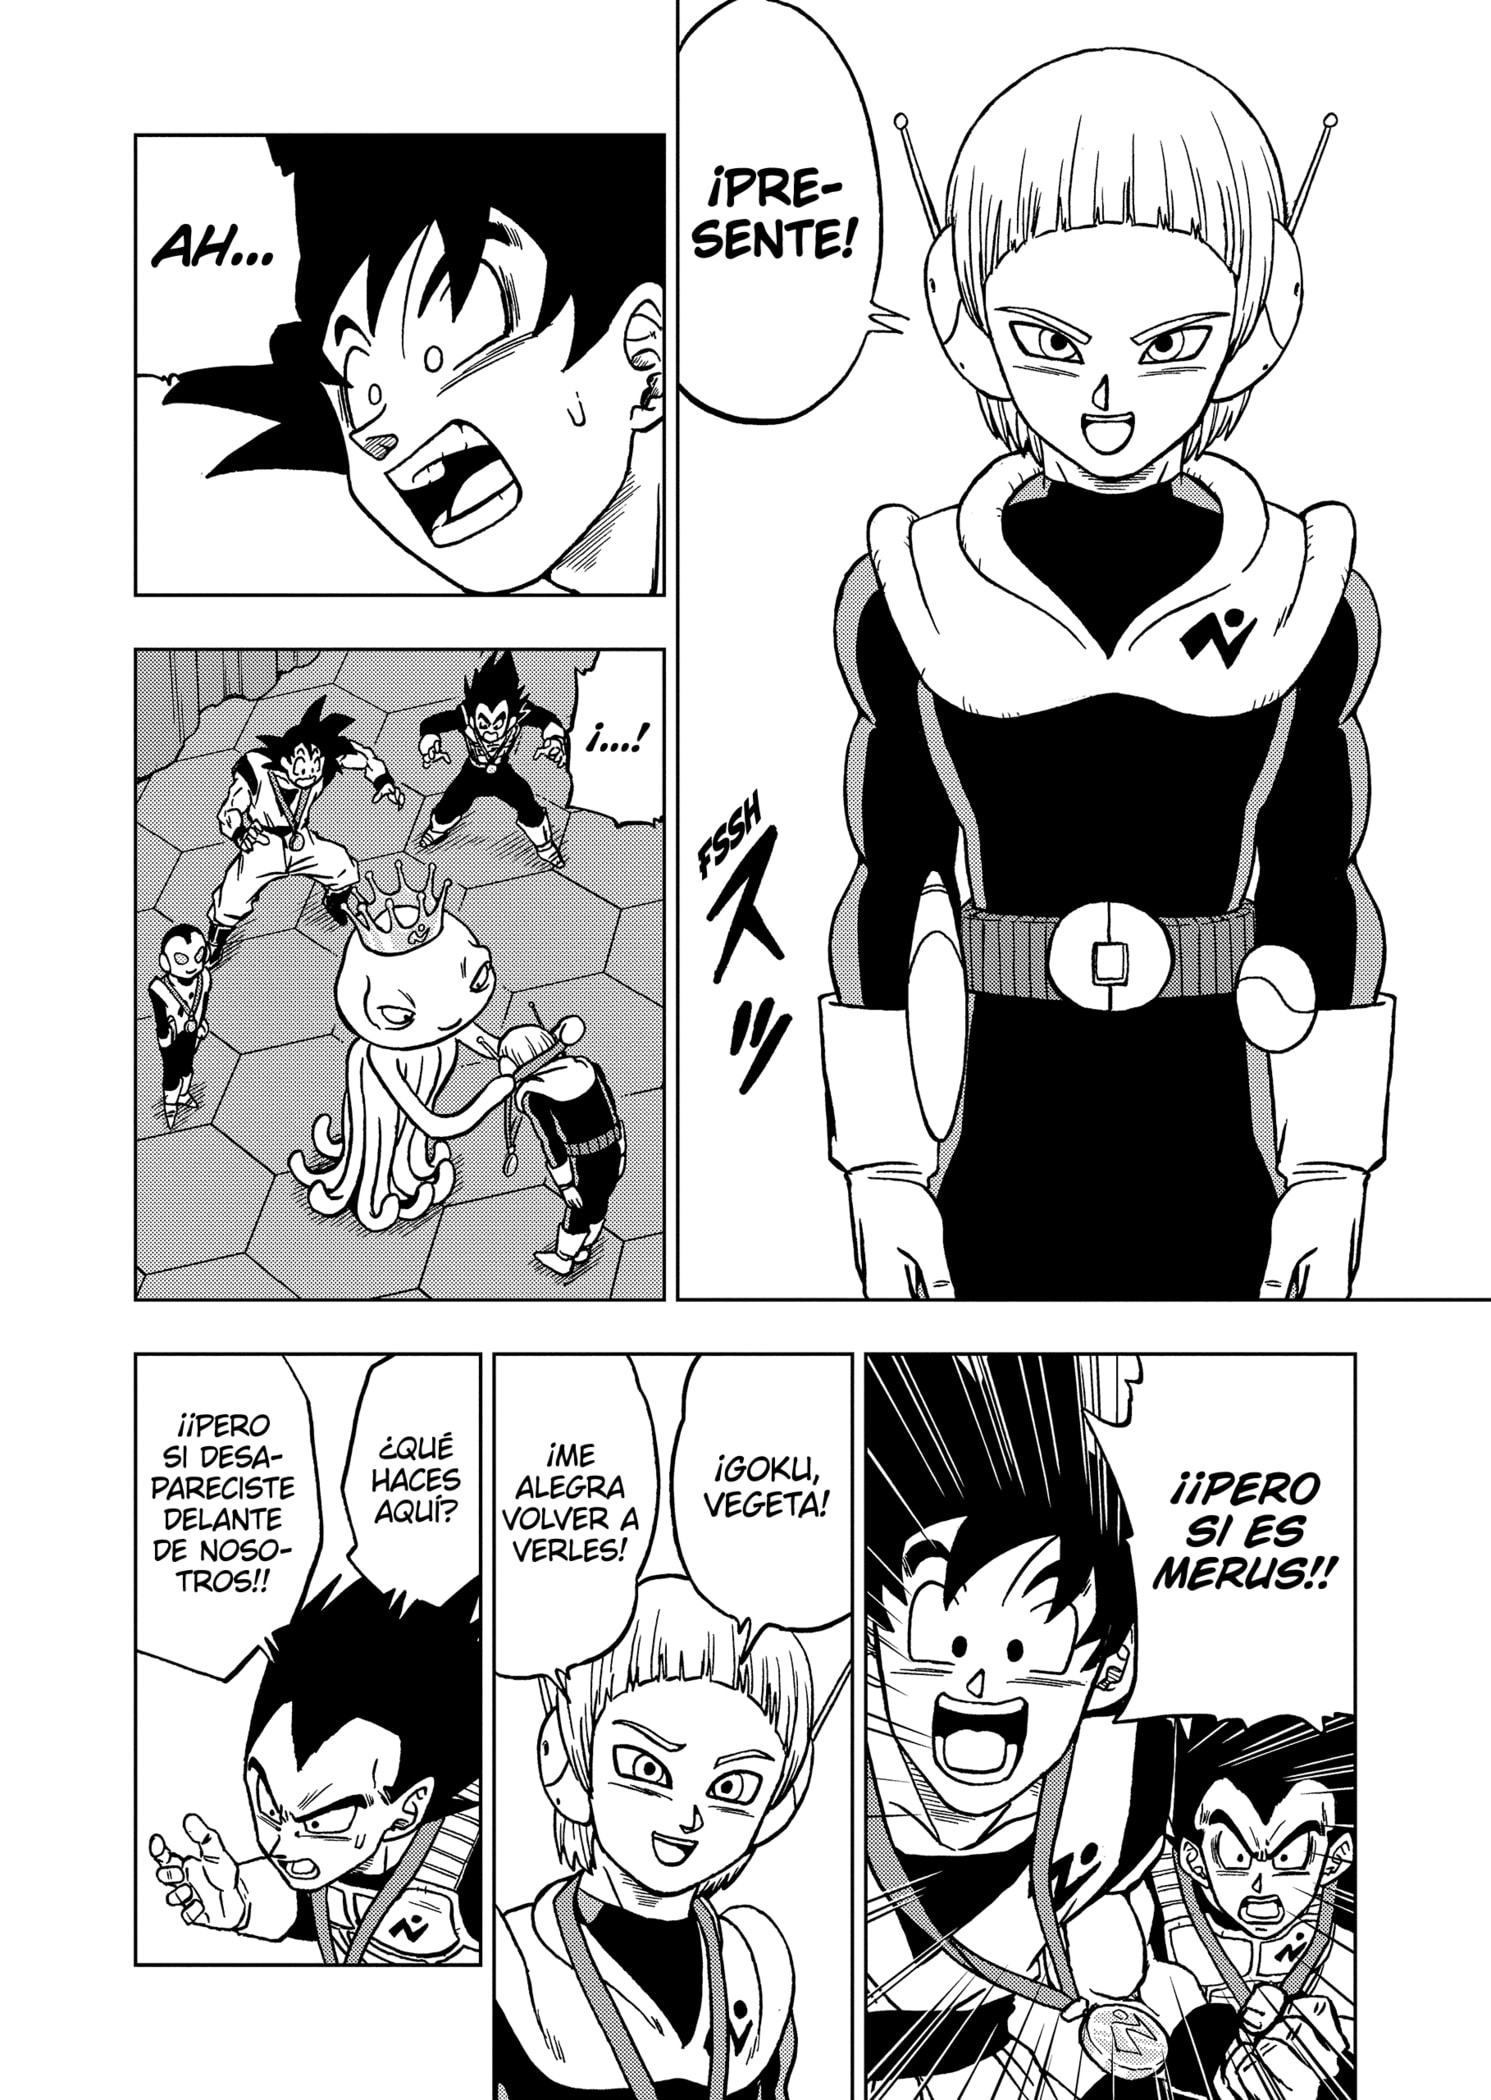 ¡PRE-
SENTE!
FSSH
スッ
AH...
¡...!
¡¡PERO
SI ES
MERUS!!
¡GOKU,
VEGETA!
¡ME
ALEGRA
VOLVER A
VERLES!
¿QUÉ
HACES
AQUÍ?
¡¡PERO
SI DESA-
PARECISTE
DELANTE
DE NOSO-
TROS!!